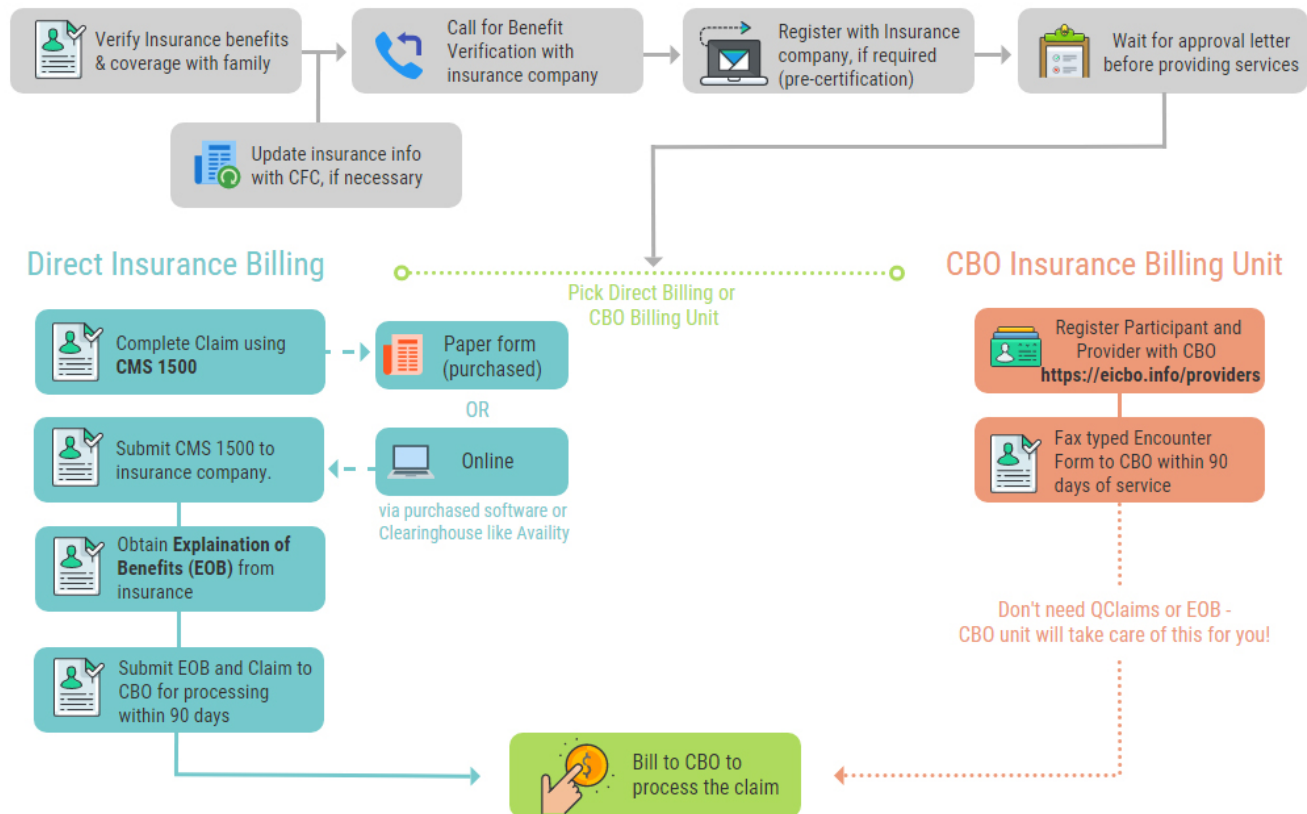 Verify Insurance benefits
& coverage with family
Call for Benefit
Verification with
insurance company
Register with Insurance
company, if required
(pre-certification)
Wait for approval letter
before providing services
Update insurance info
with CFC, if necessary
Direct Insurance Billing
Pick Direct Billing or
CBO Billing Unit
CBO Insurance Billing Unit
Complete Claim using
CMS 1500
Paper form
(purchased)
OR
Online
via purchased software or
Clearinghouse like Availity
Submit CMS 1500 to
insurance company.
Obtain Explaination of
Benefits (EOB) from
insurance
Submit EOB and Claim to
CBO for processing
within 90 days
Register Participant and
Provider with CBO
https://eicbo.info/providers
Fax typed Encounter
Form to CBO within 90
days of service
Don't need QClaims or EOB -
CBO unit will take care of this for you!
$
Bill to CBO to
process the claim